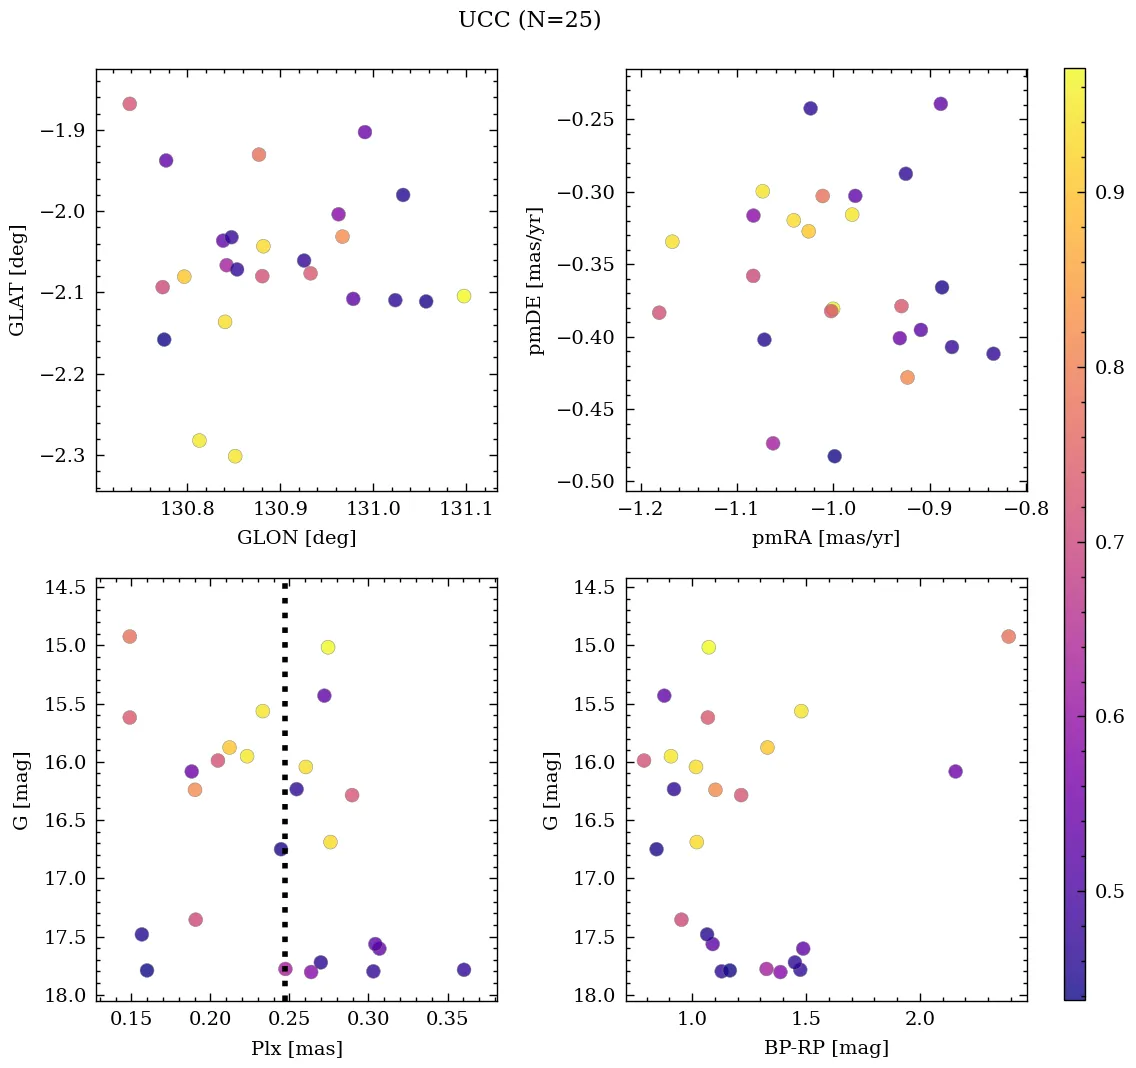 UCC (N=25)
−1.9
−2.0
−2.1
−2.2
−2.3
GLAT [deg]
130.8 130.9 131.0 131.1
GLON [deg]
−0.25
−0.30
−0.35
−0.40
−0.45
−0.50
pmDE [mas/yr]
−1.2 −1.1 −1.0 −0.9 −0.8
pmRA [mas/yr]
14.5
15.0
15.5
16.0
16.5
17.0
17.5
18.0
G [mag]
0.15 0.20 0.25 0.30 0.35
Plx [mas]
14.5
15.0
15.5
16.0
16.5
17.0
17.5
18.0
G [mag]
1.0 1.5 2.0
BP-RP [mag]
0.9
0.8
0.7
0.6
0.5